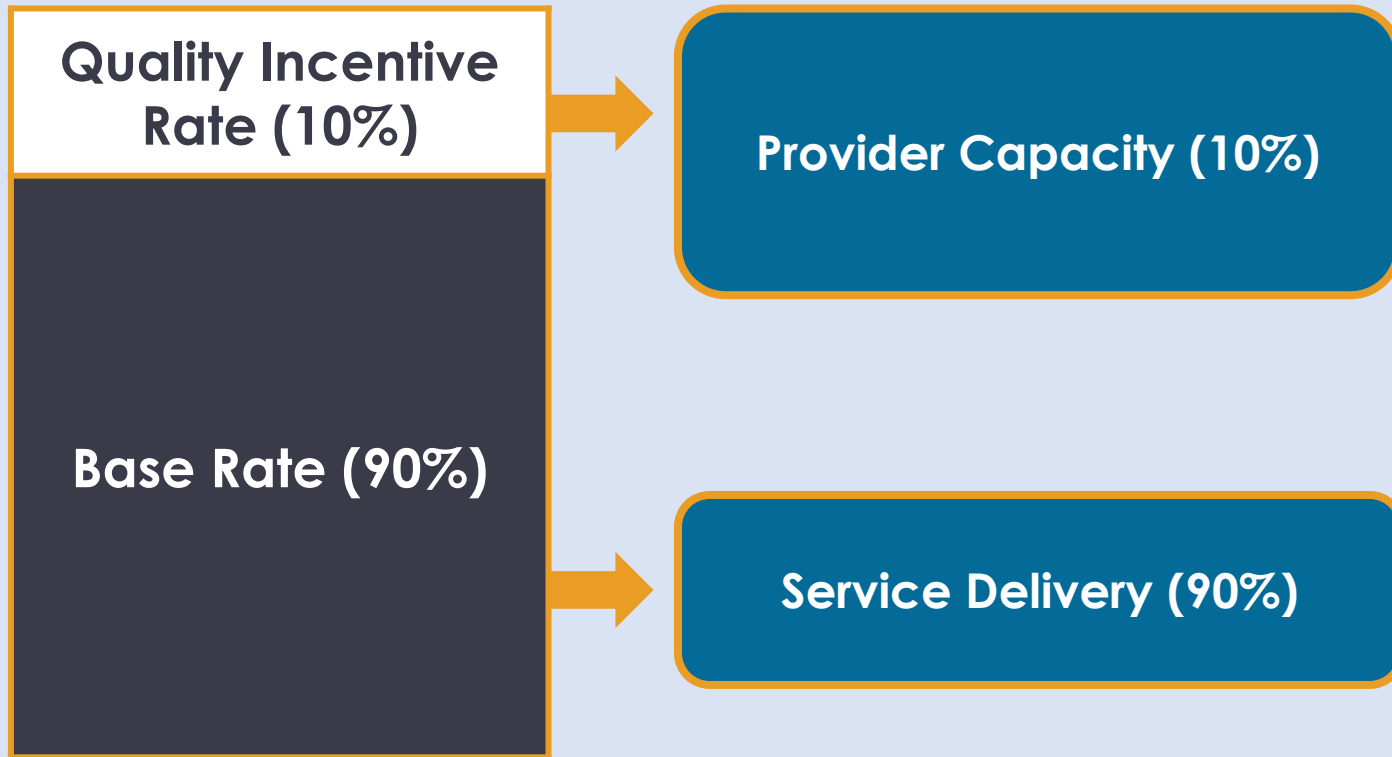 Quality Incentive
Rate (10%)
Provider Capacity (10%)
Base Rate (90%)
Service Delivery (90%)